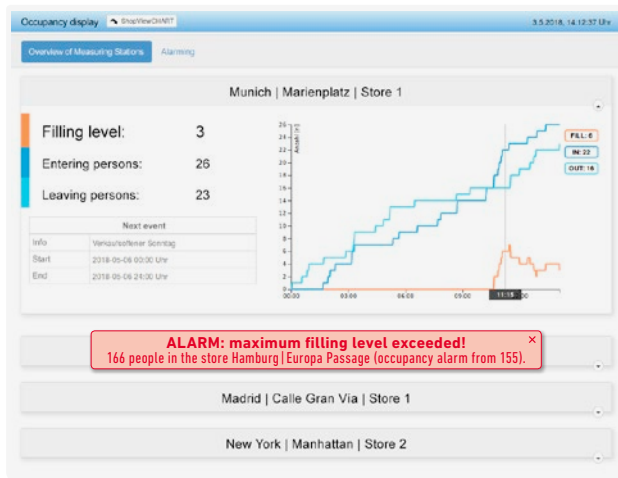 Occupancy display ShopViewCHART 3.5.2018, 14:12:37 Uhr
Overview of Measuring Stations Alarming
Munich | Marienplatz | Store 1
Filling level: 3
Entering persons: 26
Leaving persons: 23
Next event
Info Verkaufsoffener Sonntag
Start 2018-05-06 00:00 Uhr
End 2018-05-06 21:00 Uhr
Anzahl [n]
26
24
22
20
18
16
14
12
10
8
6
4
2
0
00:00 03:00 06:00 09:00 11:15 :00
FILL: 6
IN: 22
OUT: 16
ALARM: maximum filling level exceeded! ×
166 people in the store Hamburg|Europa Passage (occupancy alarm from 155).
Madrid | Calle Gran Via | Store 1
New York | Manhattan | Store 2